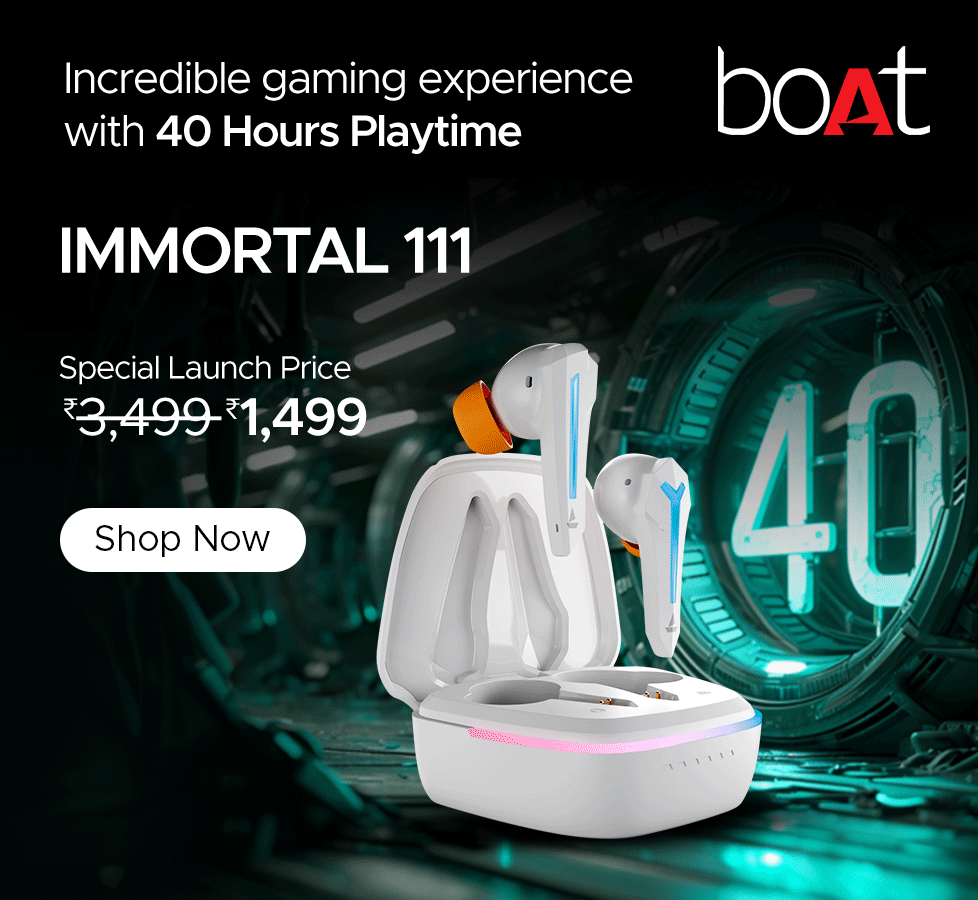 Incredible gaming experience
with 40 Hours Playtime
boAt
IMMORTAL 111
Special Launch Price
₹3,499 ₹1,499
Shop Now
40